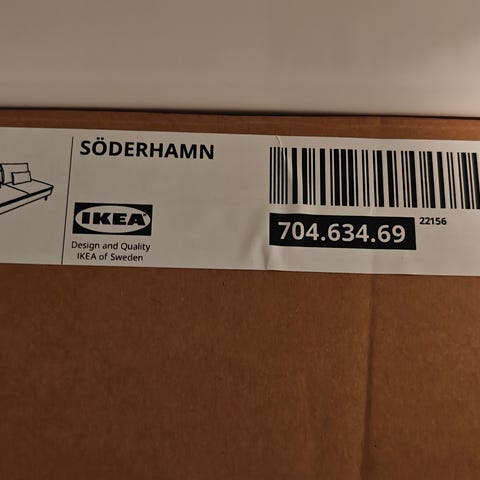 SÖDERHAMN
IKEA
Design and Quality
IKEA of Sweden
704.634.69
22156